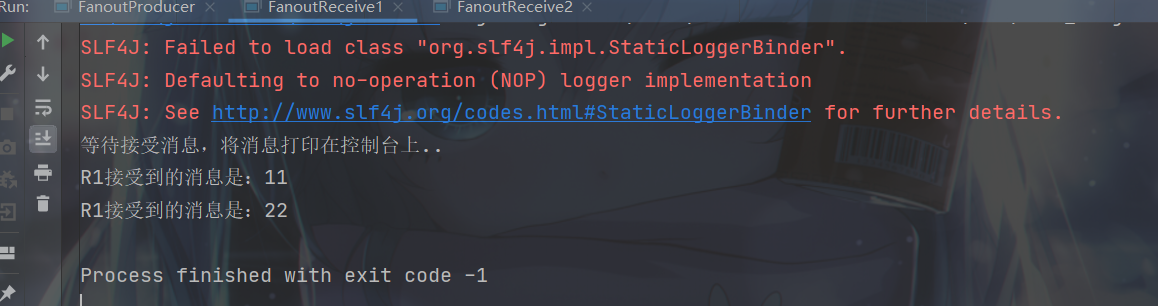 Run: FanoutProducer FanoutReceive1 FanoutReceive2
SLF4J: Failed to load class "org.slf4j.impl.StaticLoggerBinder".
SLF4J: Defaulting to no-operation (NOP) logger implementation
SLF4J: See http://www.slf4j.org/codes.html#StaticLoggerBinder for further details.
等待接受消息，将消息打印在控制台上..
R1接受到的消息是：11
R1接受到的消息是：22
Process finished with exit code -1